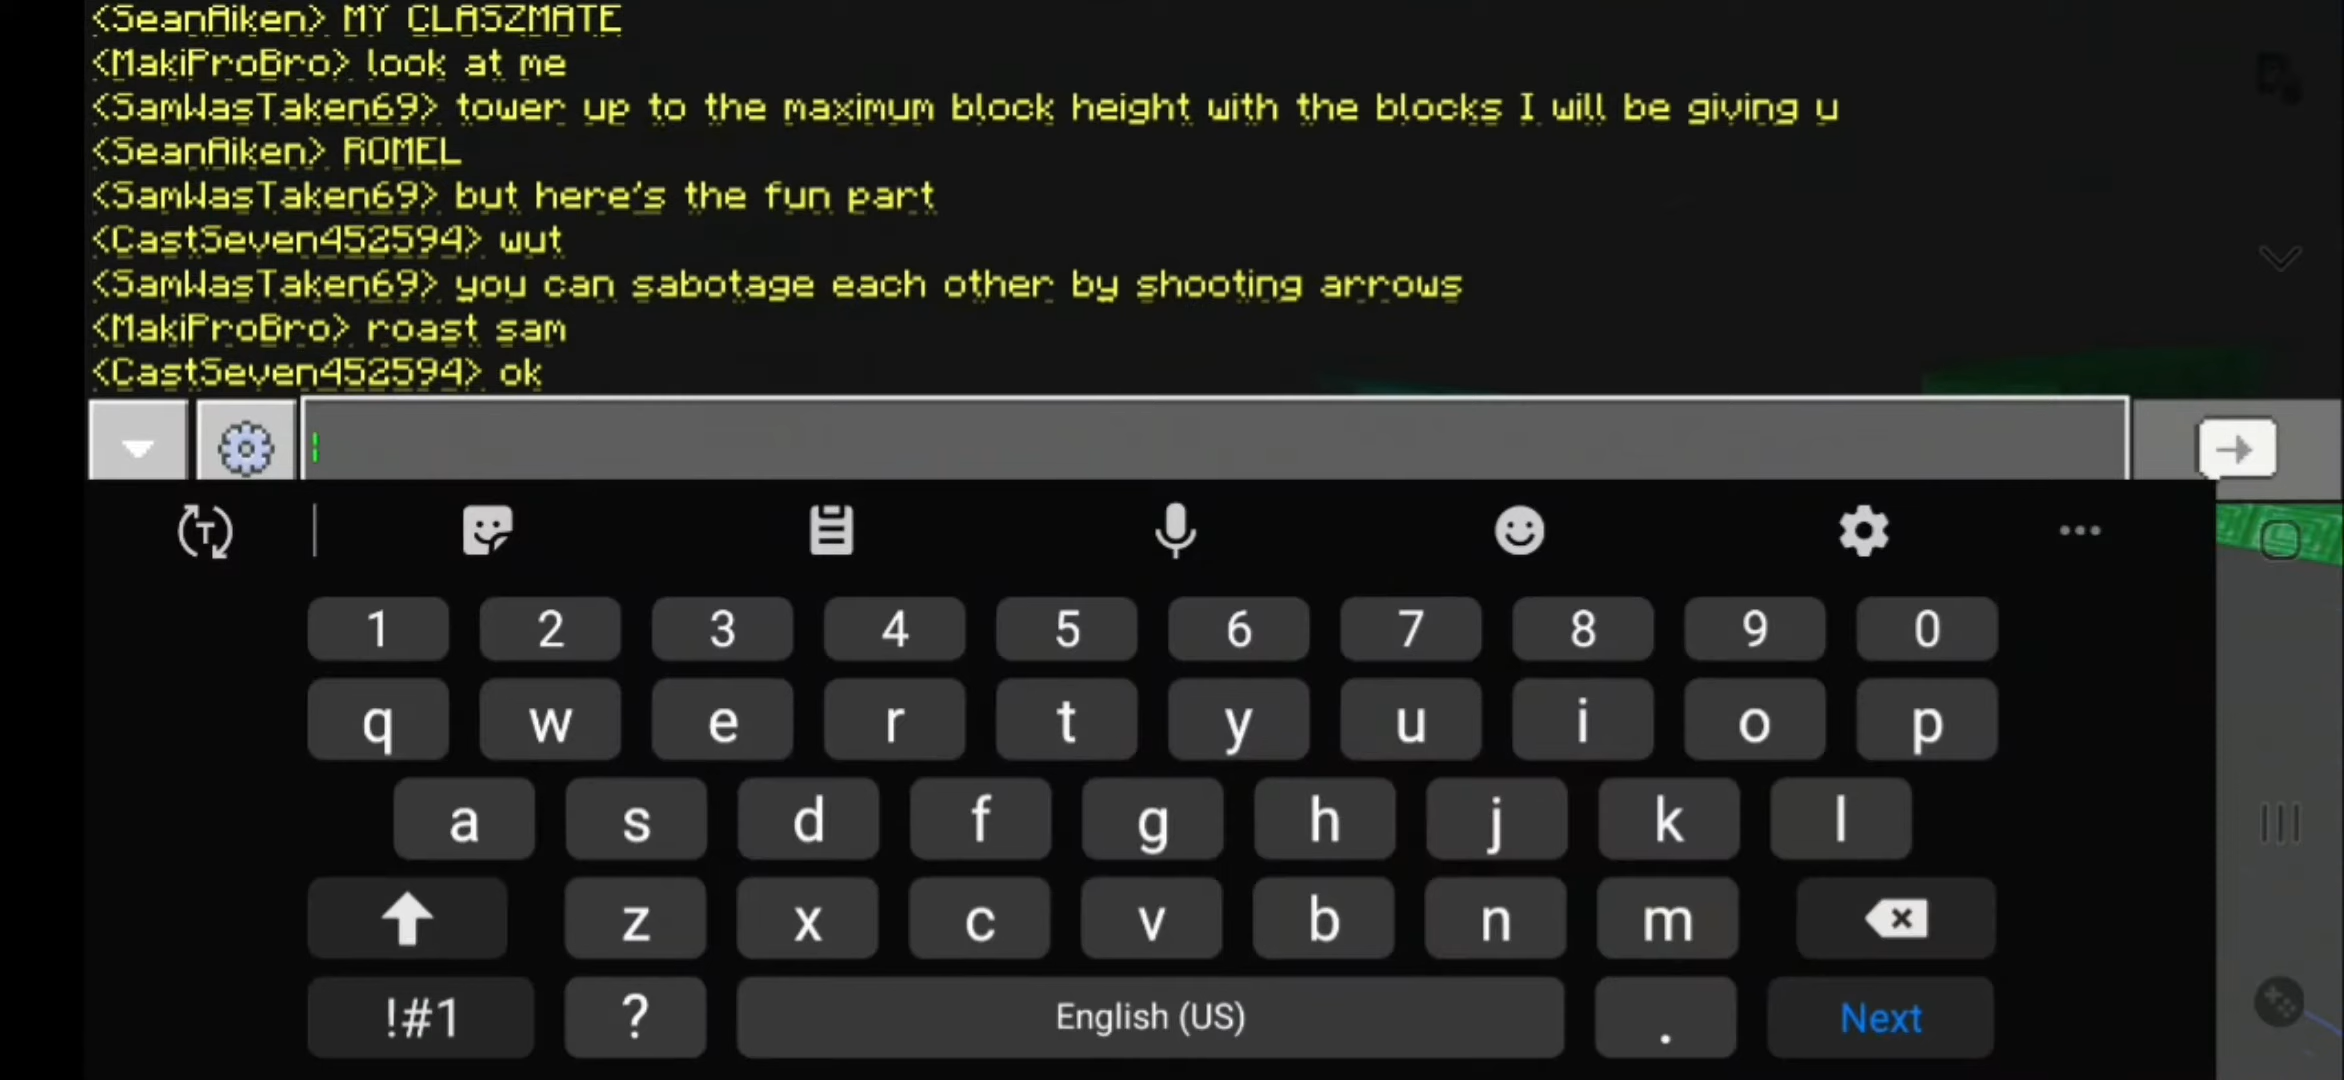 <SeanAiken> MY CLASZMATE
<MakiProBro> look at me
<SamWasTaken69> tower up to the maximum block height with the blocks I will be giving u
<SeanAiken> ROMEL
<SamWasTaken69> but here's the fun part
<CastSeven452594> wut
<SamWasTaken69> you can sabotage each other by shooting arrows
<MakiProBro> roast sam
<CastSeven452594> ok
1 2 3 4 5 6 7 8 9 0
q w e r t y u i o p
a s d f g h j k l
z x c v b n m
!#1 ? English (US) . Next